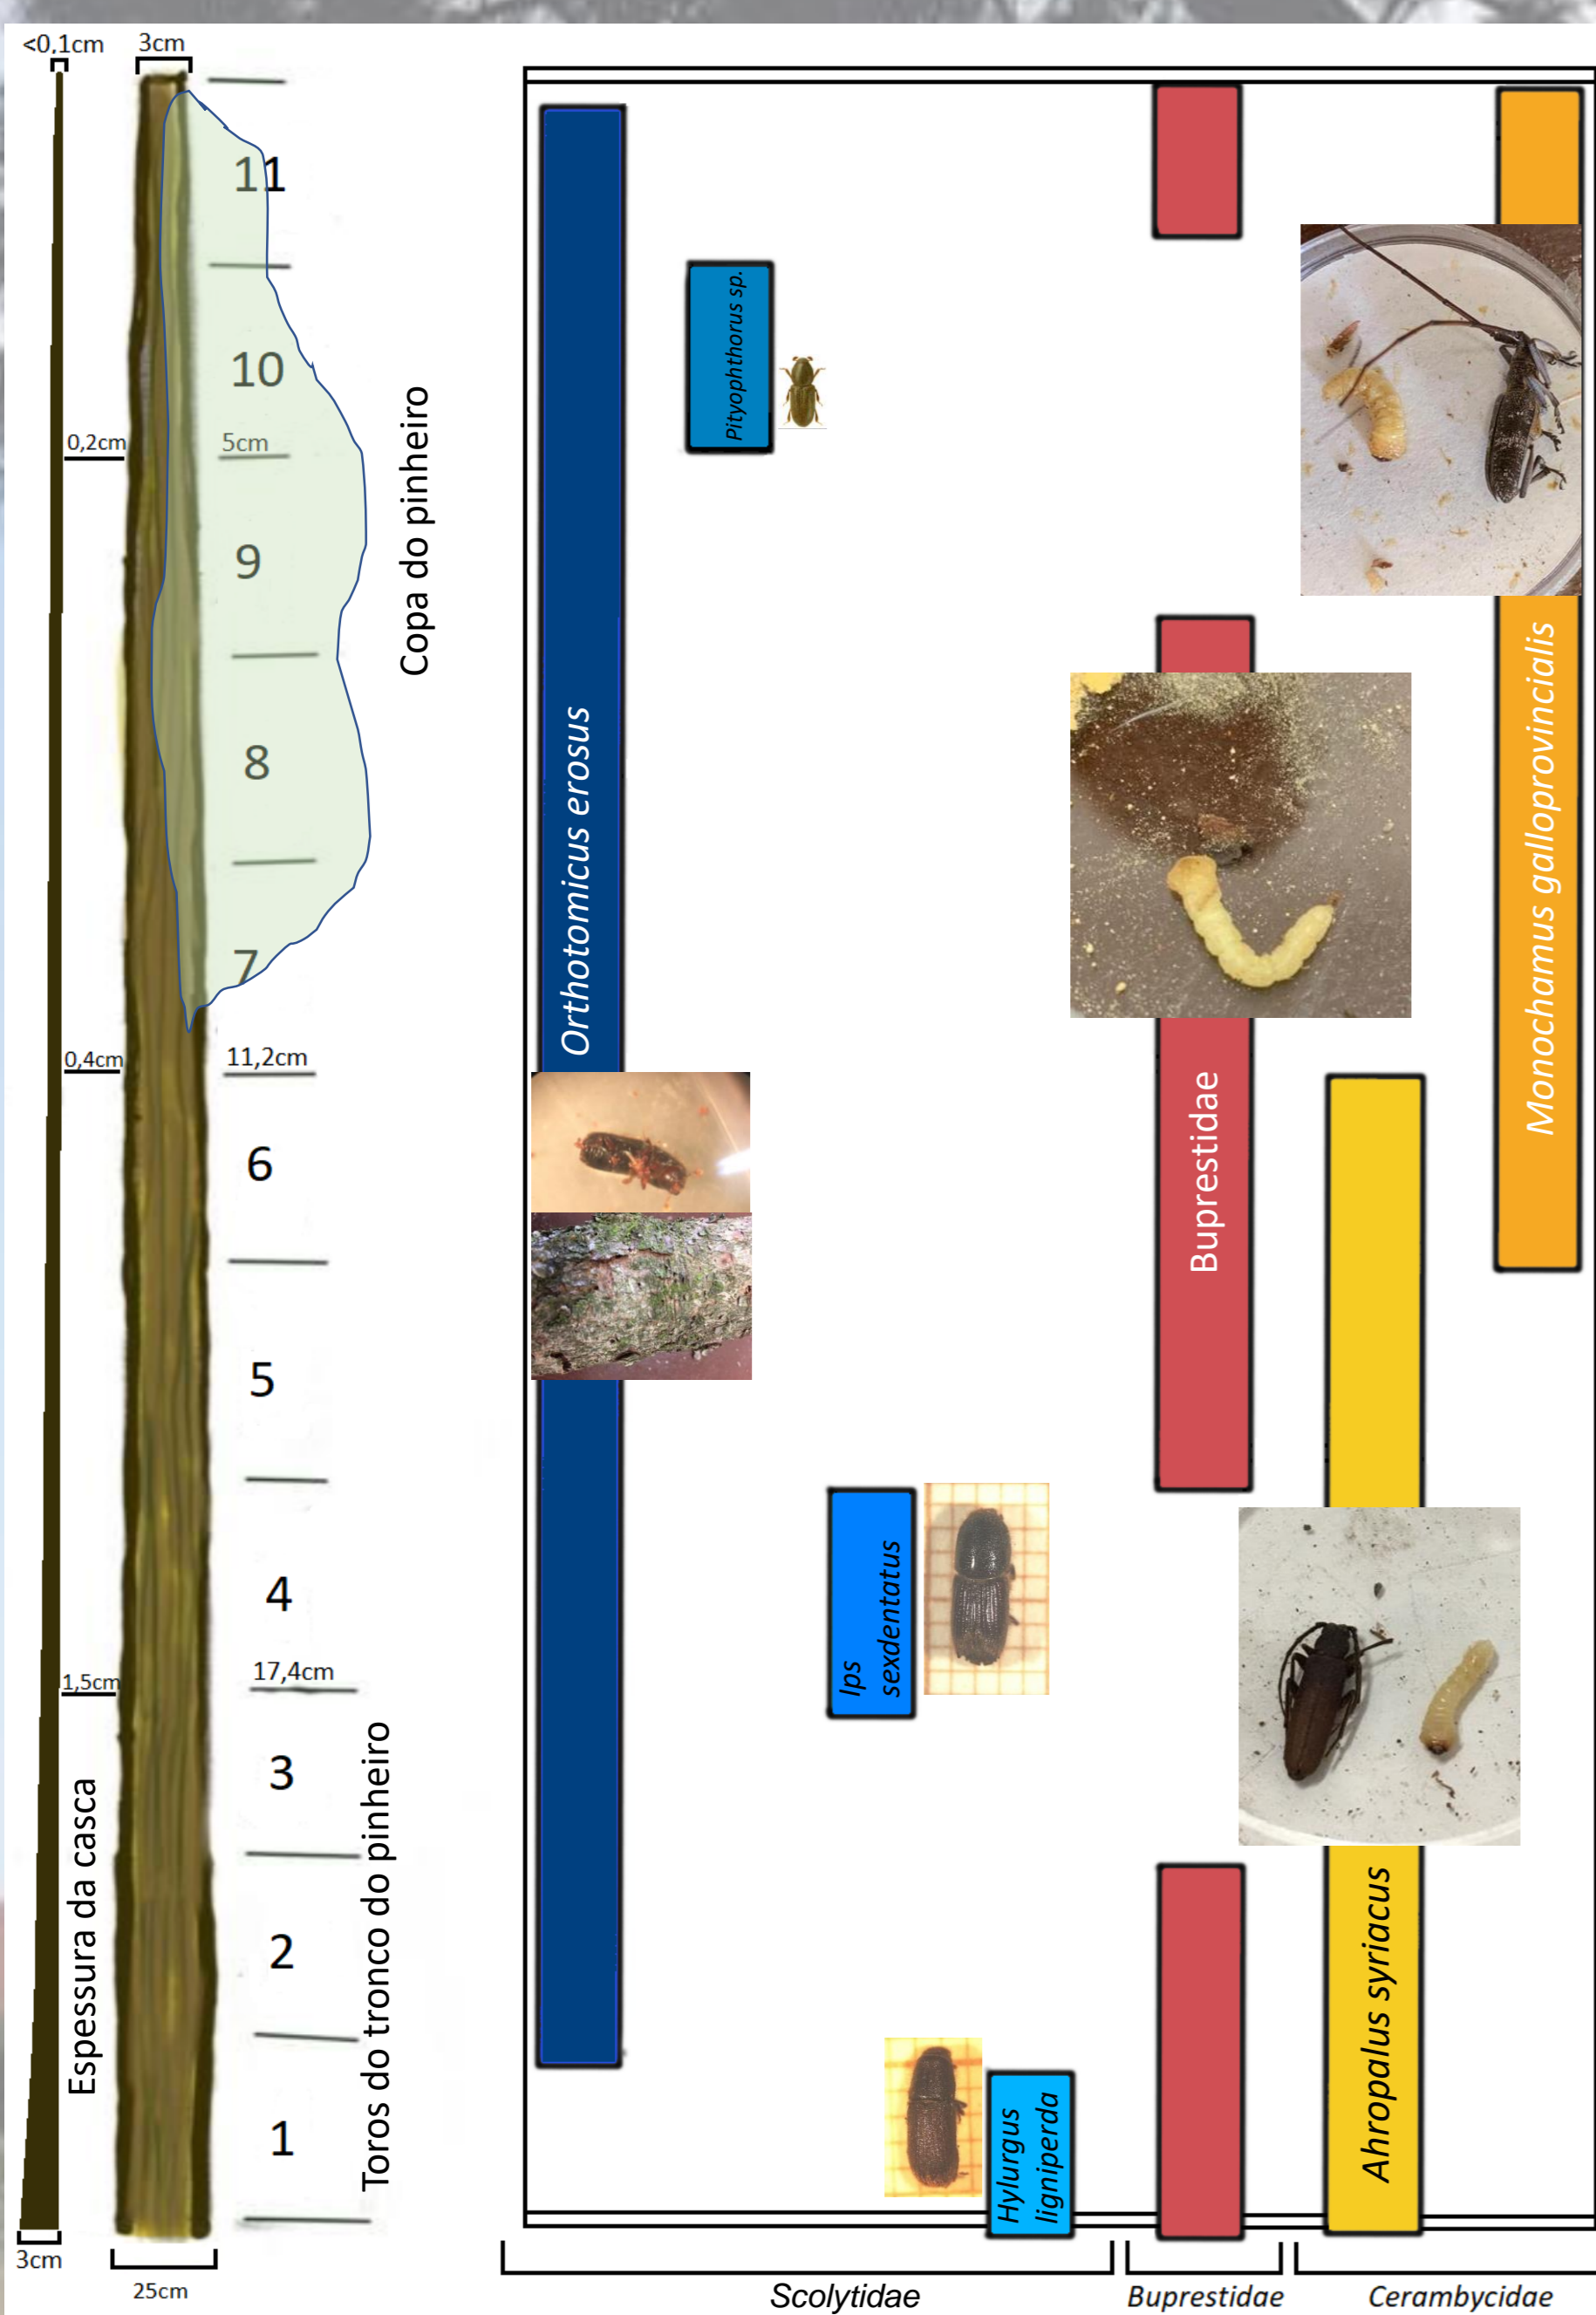 <0,1cm
3cm
11
10
0,2cm
5cm
9
8
7
Copa do pinheiro
0,4cm
11,2cm
6
5
4
1,5cm
17,4cm
3
2
1
Espessura da casca
Toros do tronco do pinheiro
3cm
25cm
Orthotomicus erosus
Pityophthorus sp.
Ips
sexdentatus
Hylurgus
ligniperda
Buprestidae
Ahropalus syriacus
Monochamus galloprovincialis
Scolytidae
Buprestidae
Cerambycidae